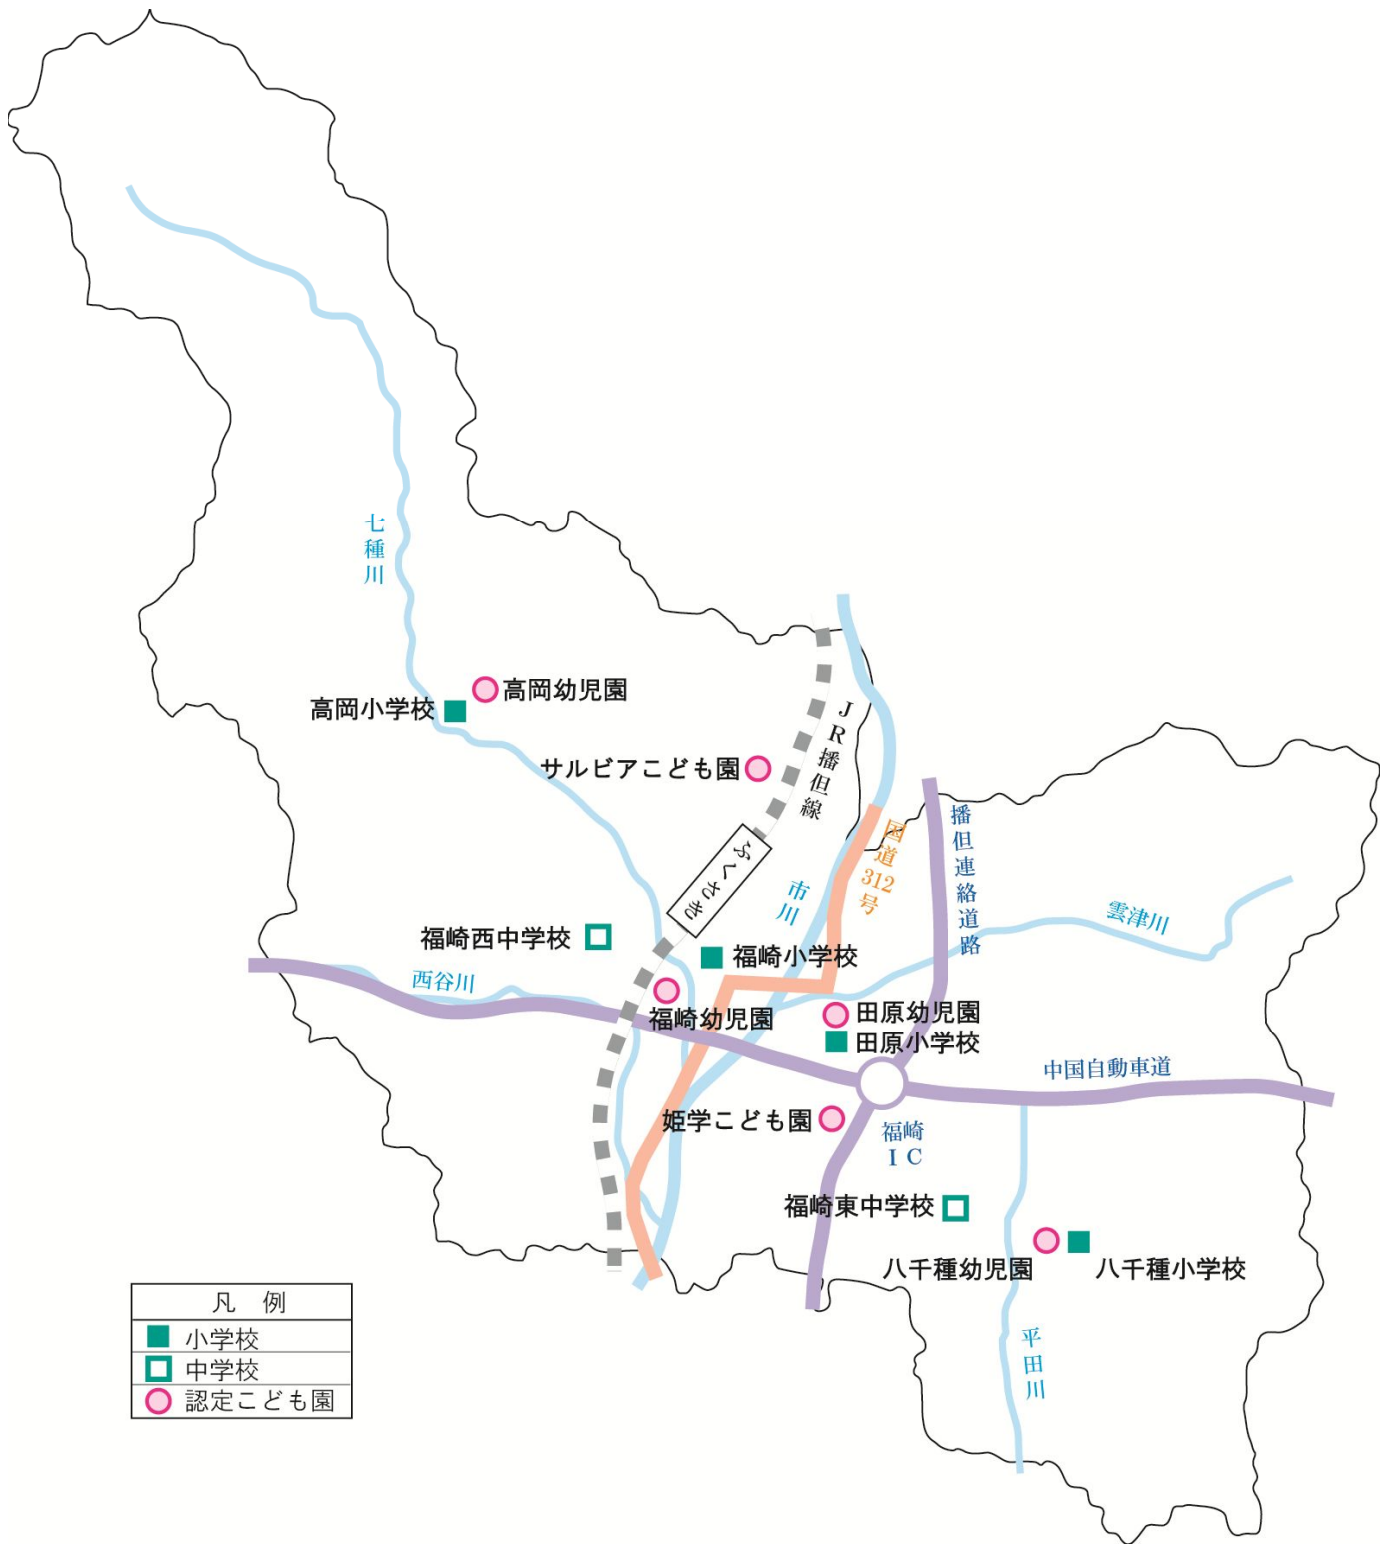 七種川
高岡幼児園
高岡小学校
サルビアこども園
JR播但線
ふくさき
市川
国道312号
播但連絡道路
雲津川
福崎西中学校
福崎小学校
西谷川
福崎幼児園
田原幼児園
田原小学校
中国自動車道
姫学こども園
福崎
IC
福崎東中学校
八千種幼児園
八千種小学校
平田川
凡 例
小学校
中学校
認定こども園